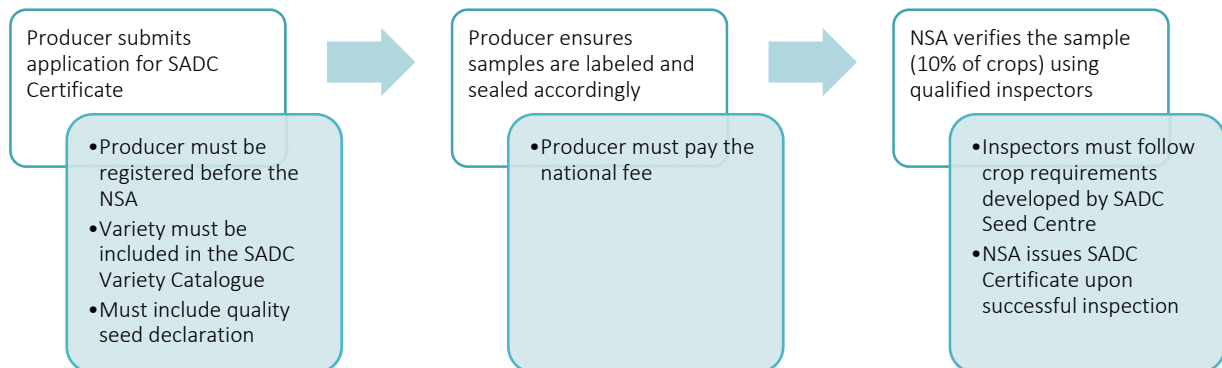 Producer submits
application for SADC
Certificate
•Producer must be
registered before the
NSA
•Variety must be
included in the SADC
Variety Catalogue
•Must include quality
seed declaration
Producer ensures
samples are labeled and
sealed accordingly
•Producer must pay the
national fee
NSA verifies the sample
(10% of crops) using
qualified inspectors
•Inspectors must follow
crop requirements
developed by SADC
Seed Centre
•NSA issues SADC
Certificate upon
successful inspection